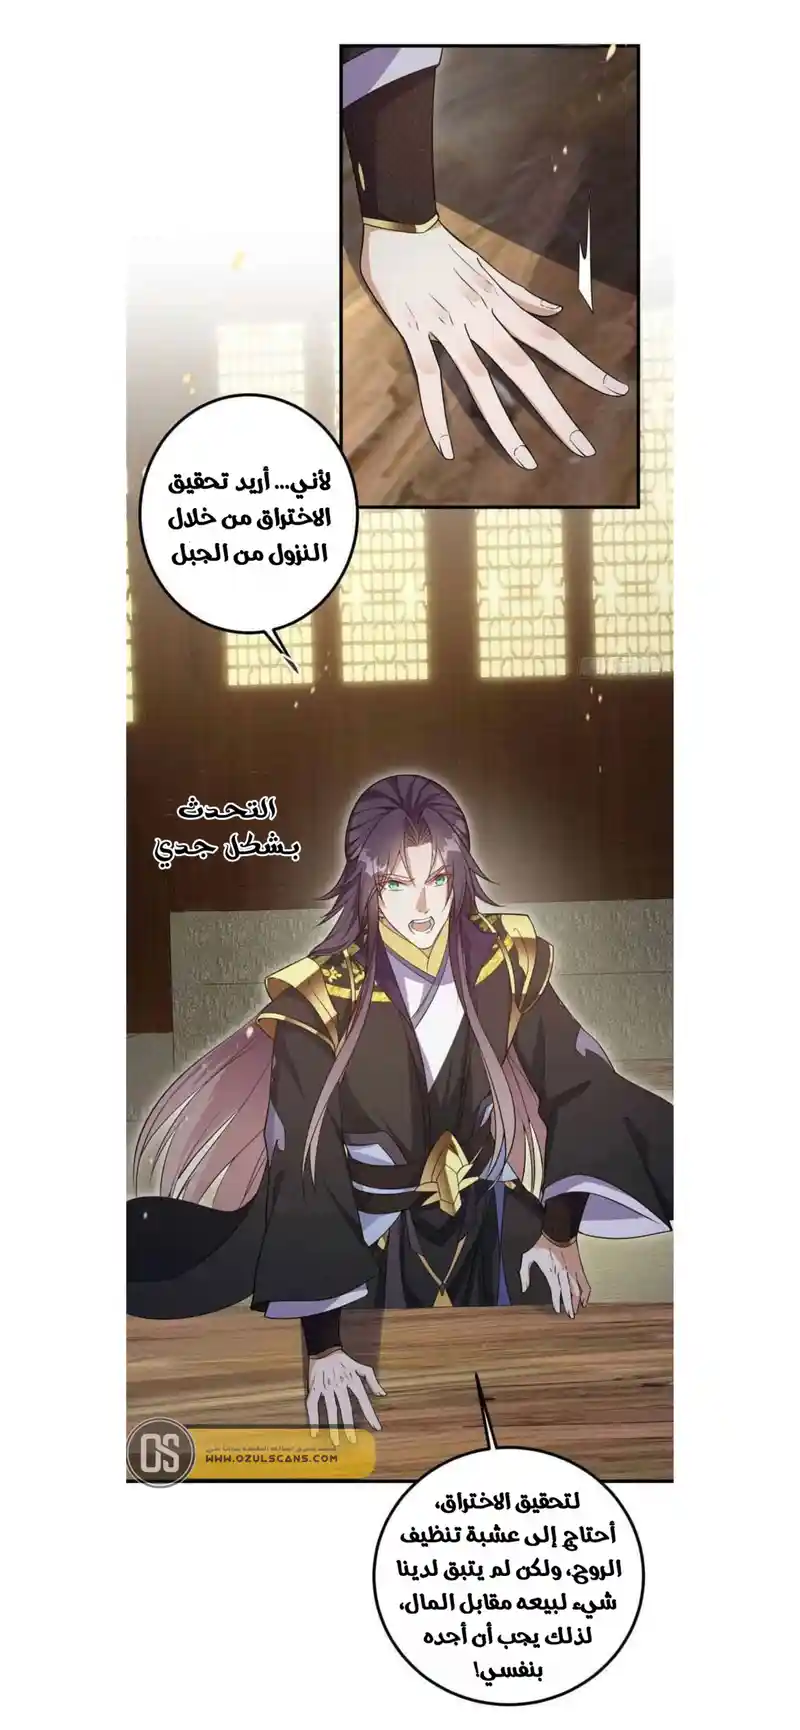 لأني... أريد تحقيق
الاختراق من خلال
النزول من الجبل
التحدث
بشكل جدي
OS
WWW.OZULSCANS.COM
لتحقيق الاختراق،
أحتاج إلى عشبة تنظيف
الروح، ولكن لم يتبق لدينا
شيء لبيعه مقابل المال،
لذلك يجب أن أجده
بنفسي!